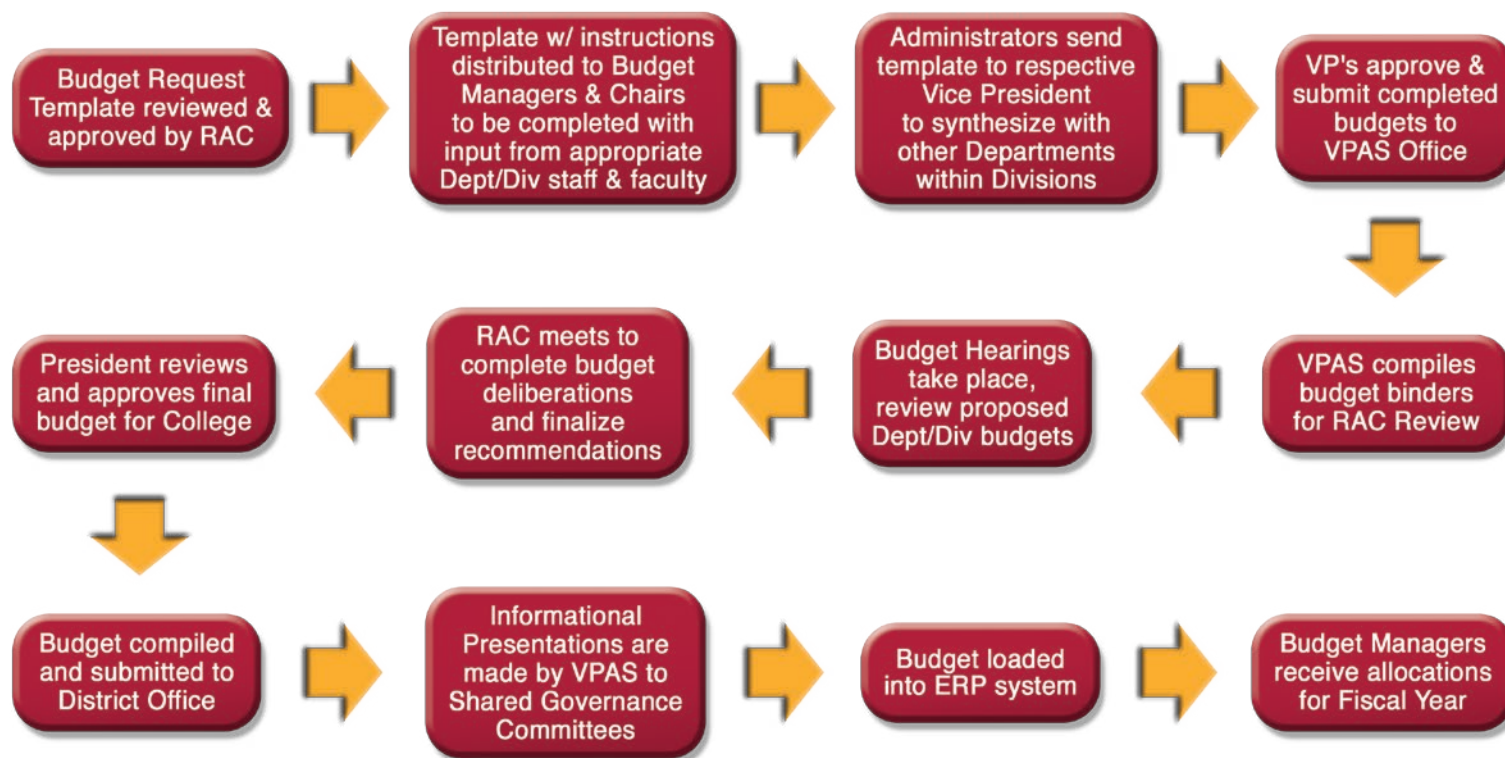 Budget Request
Template reviewed &
approved by RAC
Template w/ instructions
distributed to Budget
Managers & Chairs
to be completed with
input from appropriate
Dept/Div staff & faculty
Administrators send
template to respective
Vice President
to synthesize with
other Departments
within Divisions
VP's approve &
submit completed
budgets to
VPAS Office
VPAS compiles
budget binders
for RAC Review
Budget Hearings
take place,
review proposed
Dept/Div budgets
RAC meets to
complete budget
deliberations
and finalize
recommendations
President reviews
and approves final
budget for College
Budget compiled
and submitted to
District Office
Informational
Presentations are
made by VPAS to
Shared Governance
Committees
Budget loaded
into ERP system
Budget Managers
receive allocations
for Fiscal Year